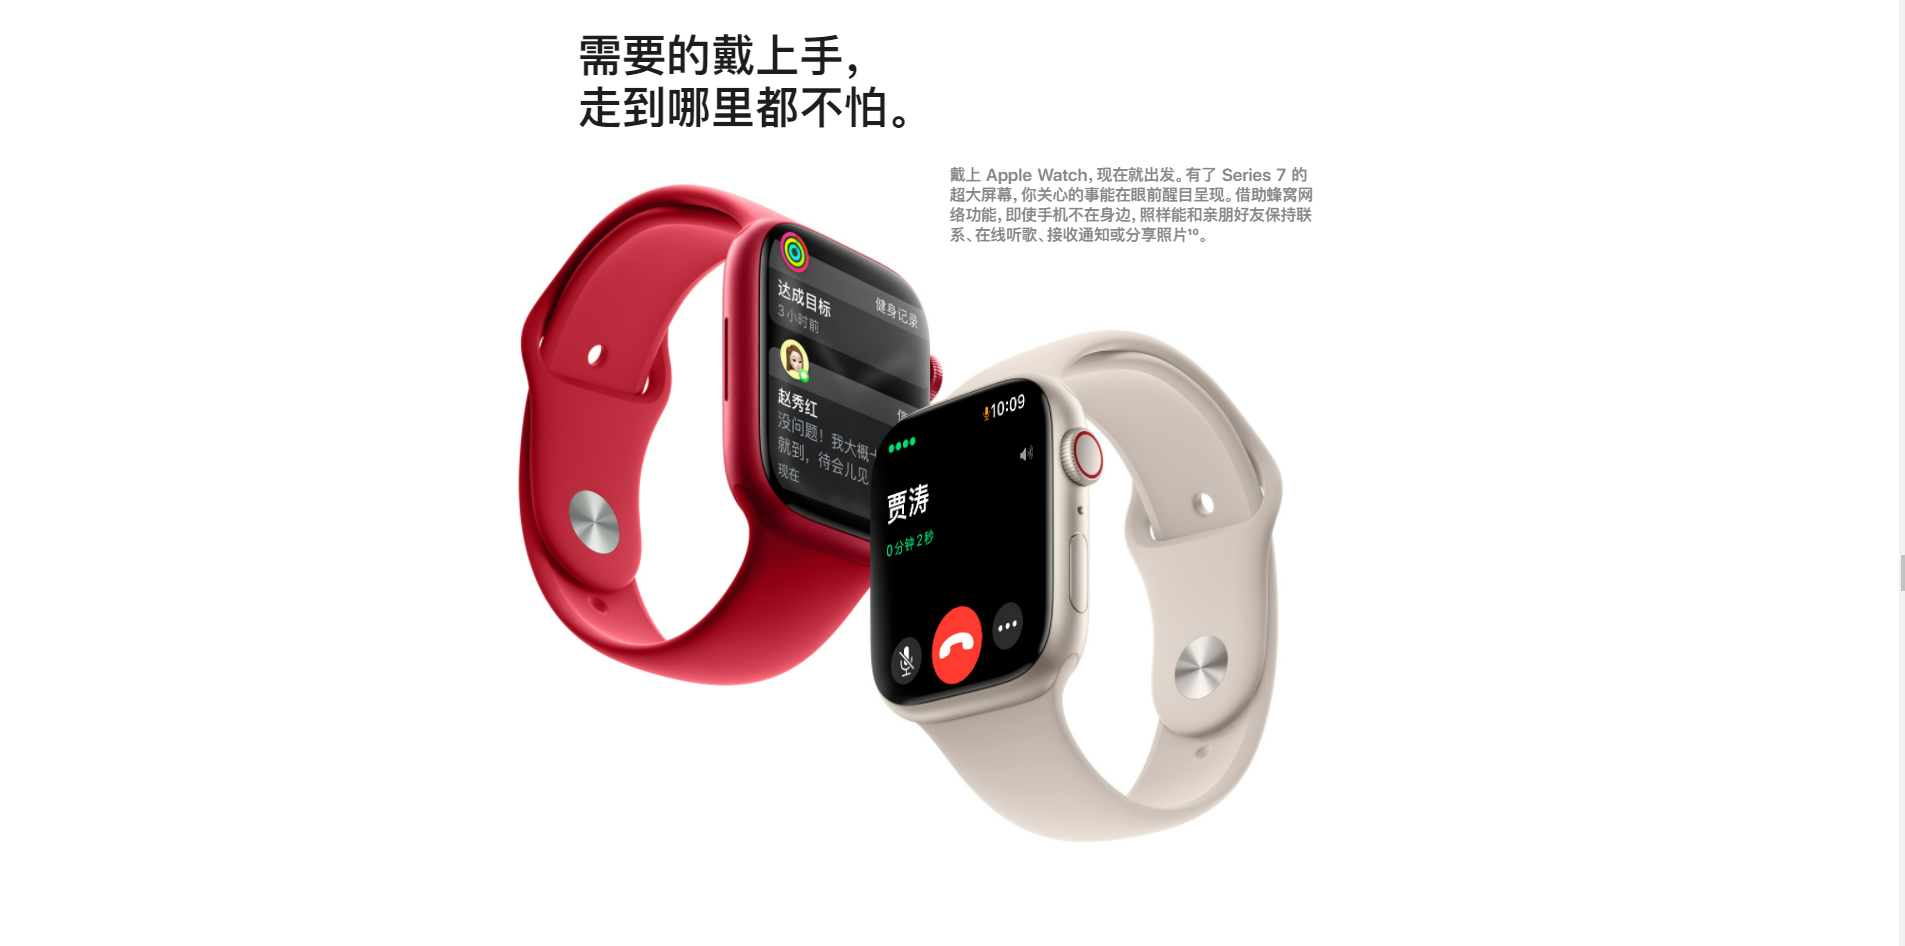 需要的戴上手，
走到哪里都不怕。
戴上 Apple Watch，现在就出发。有了 Series 7 的
超大屏幕，你关心的事能在眼前醒目呈现。借助蜂窝网
络功能，即使手机不在身边，照样能和亲朋好友保持联
系、在线听歌、接收通知或分享照片¹⁰。
达成目标 健身记录
3小时前
赵秀红
没问题！我大概
就到，待会儿见
现在
10:09
贾涛
0分钟2秒